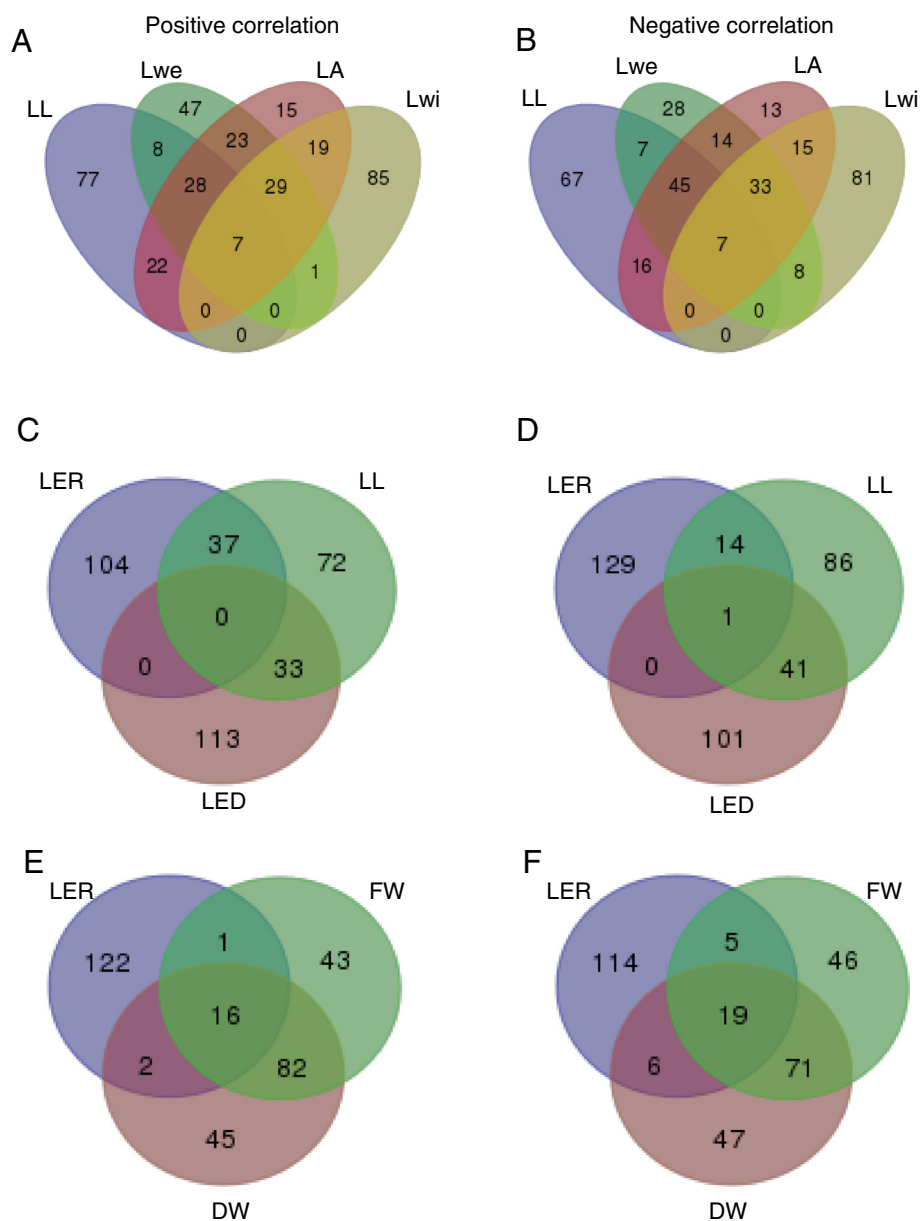 A Positive correlation
B Negative correlation
LL Lwe LA Lwi
47 15
8 23 19
77 28 29 85
7
22 1
0 0
0
LL Lwe LA Lwi
28 13
7 14 15
67 45 33 81
7
16 8
0 0
0
C
LER LL
104 37 72
0
0 33
113
LED
D
LER LL
129 14 86
1
0 41
101
LED
E
LER FW
122 1 43
16
2 82
45
DW
F
LER FW
114 5 46
19
6 71
47
DW